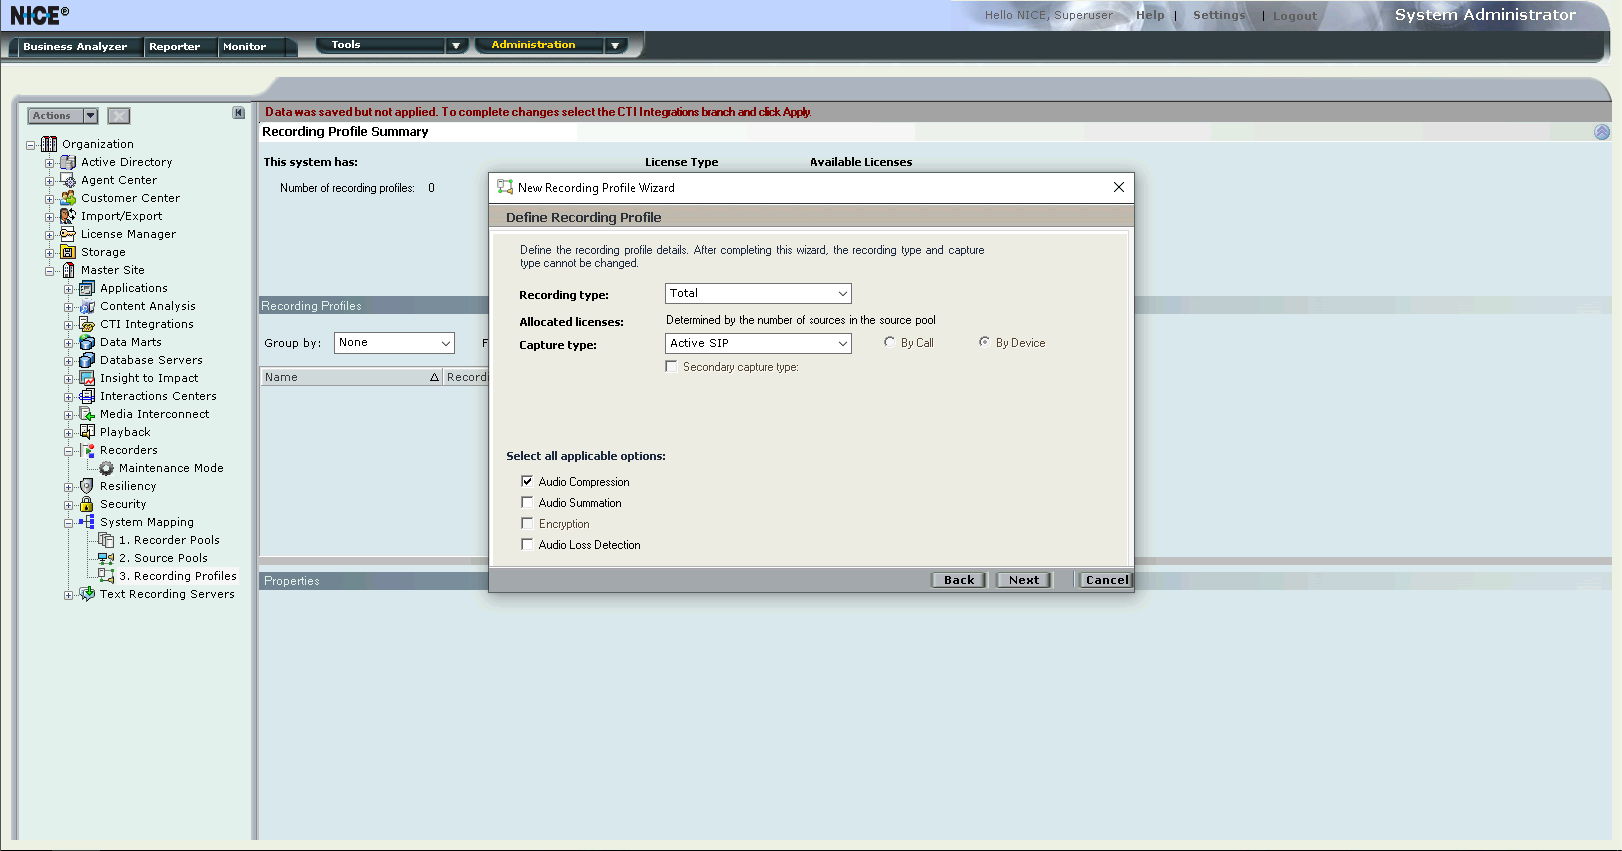 NICE®
Hello NICE, Superuser Help | Settings | Logout
System Administrator
Business Analyzer Reporter Monitor Tools Administration
Actions
Data was saved but not applied. To complete changes select the CTI Integrations branch and click Apply.
Recording Profile Summary
This system has: License Type Available Licenses
Number of recording profiles: 0
Organization
Active Directory
Agent Center
Customer Center
Import/Export
License Manager
Storage
Master Site
Applications
Content Analysis
CTI Integrations
Data Marts
Database Servers
Insight to Impact
Interactions Centers
Media Interconnect
Playback
Recorders
Maintenance Mode
Resiliency
Security
System Mapping
1. Recorder Pools
2. Source Pools
3. Recording Profiles
Text Recording Servers
Recording Profiles
Group by: None F
Name Record
Properties
New Recording Profile Wizard
Define Recording Profile
Define the recording profile details. After completing this wizard, the recording type and capture
type cannot be changed.
Recording type: Total
Allocated licenses: Determined by the number of sources in the source pool
Capture type: Active SIP By Call By Device
Secondary capture type:
Select all applicable options:
Audio Compression
Audio Summation
Encryption
Audio Loss Detection
Back Next Cancel